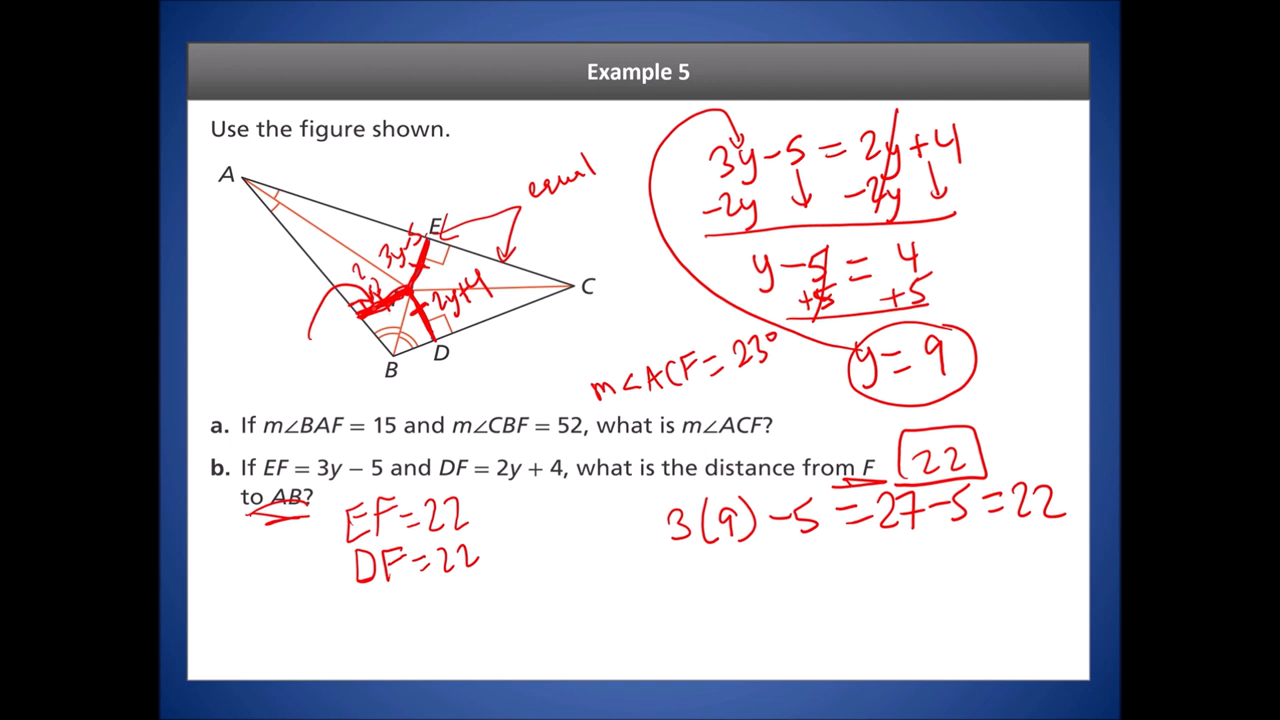 Example 5
Use the figure shown.
A
equal
E
3y-5
C
2y+4
22
B
D
3y-5=2y+4
-2y ↓ -2y ↓
y-5=4
+5 +5
y=9
m<ACF=23°
a. If m∠BAF = 15 and m∠CBF = 52, what is m∠ACF?
b. If EF = 3y − 5 and DF = 2y + 4, what is the distance from F
to AB?
22
EF=22
DF=22
3(9)-5=27-5=22